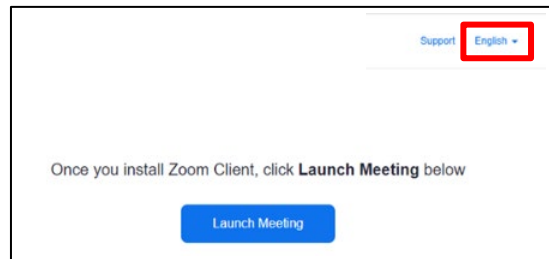 Support English
Once you install Zoom Client, click Launch Meeting below
Launch Meeting